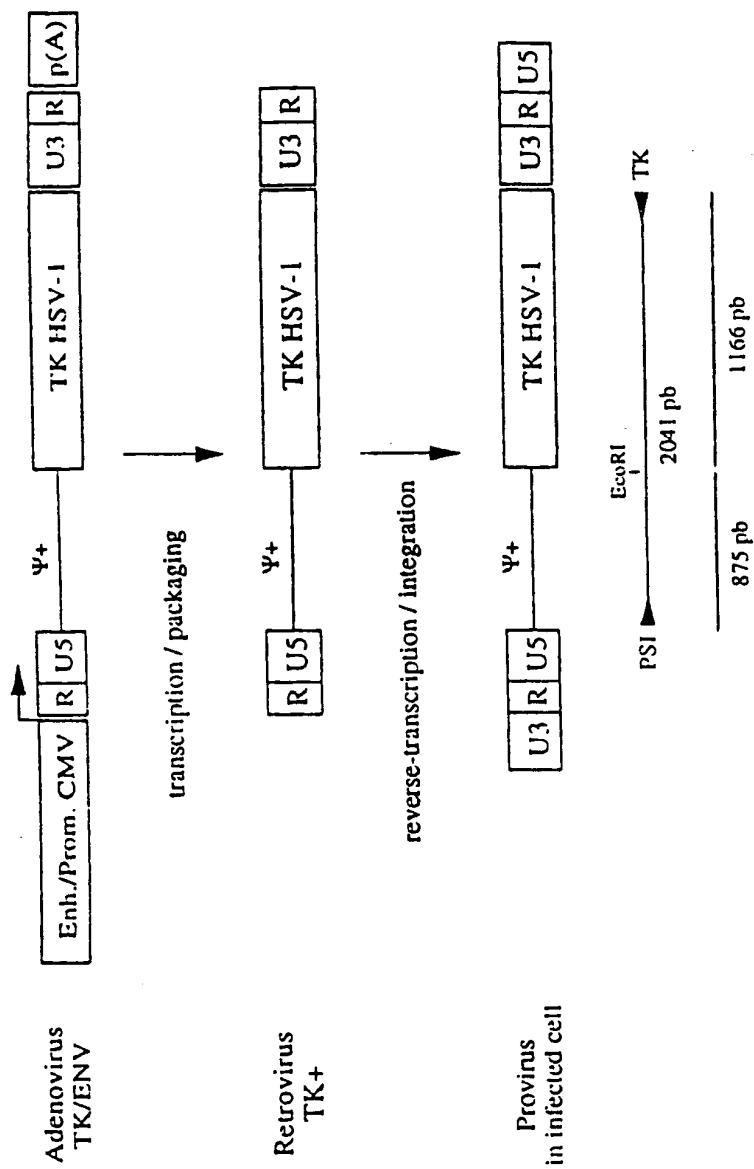 Adenovirus
TK/ENV
Enh./Prom. CMV R U5 Ψ+ TK HSV-1 U3 R p(A)
transcription / packaging
Retrovirus
TK+
R U5 Ψ+ TK HSV-1 U3 R
reverse-transcription / integration
Provirus
in infected cell
U3 R U5 Ψ+ TK HSV-1 U3 R U5
PSI EcoRI TK
2041 pb
875 pb 1166 pb